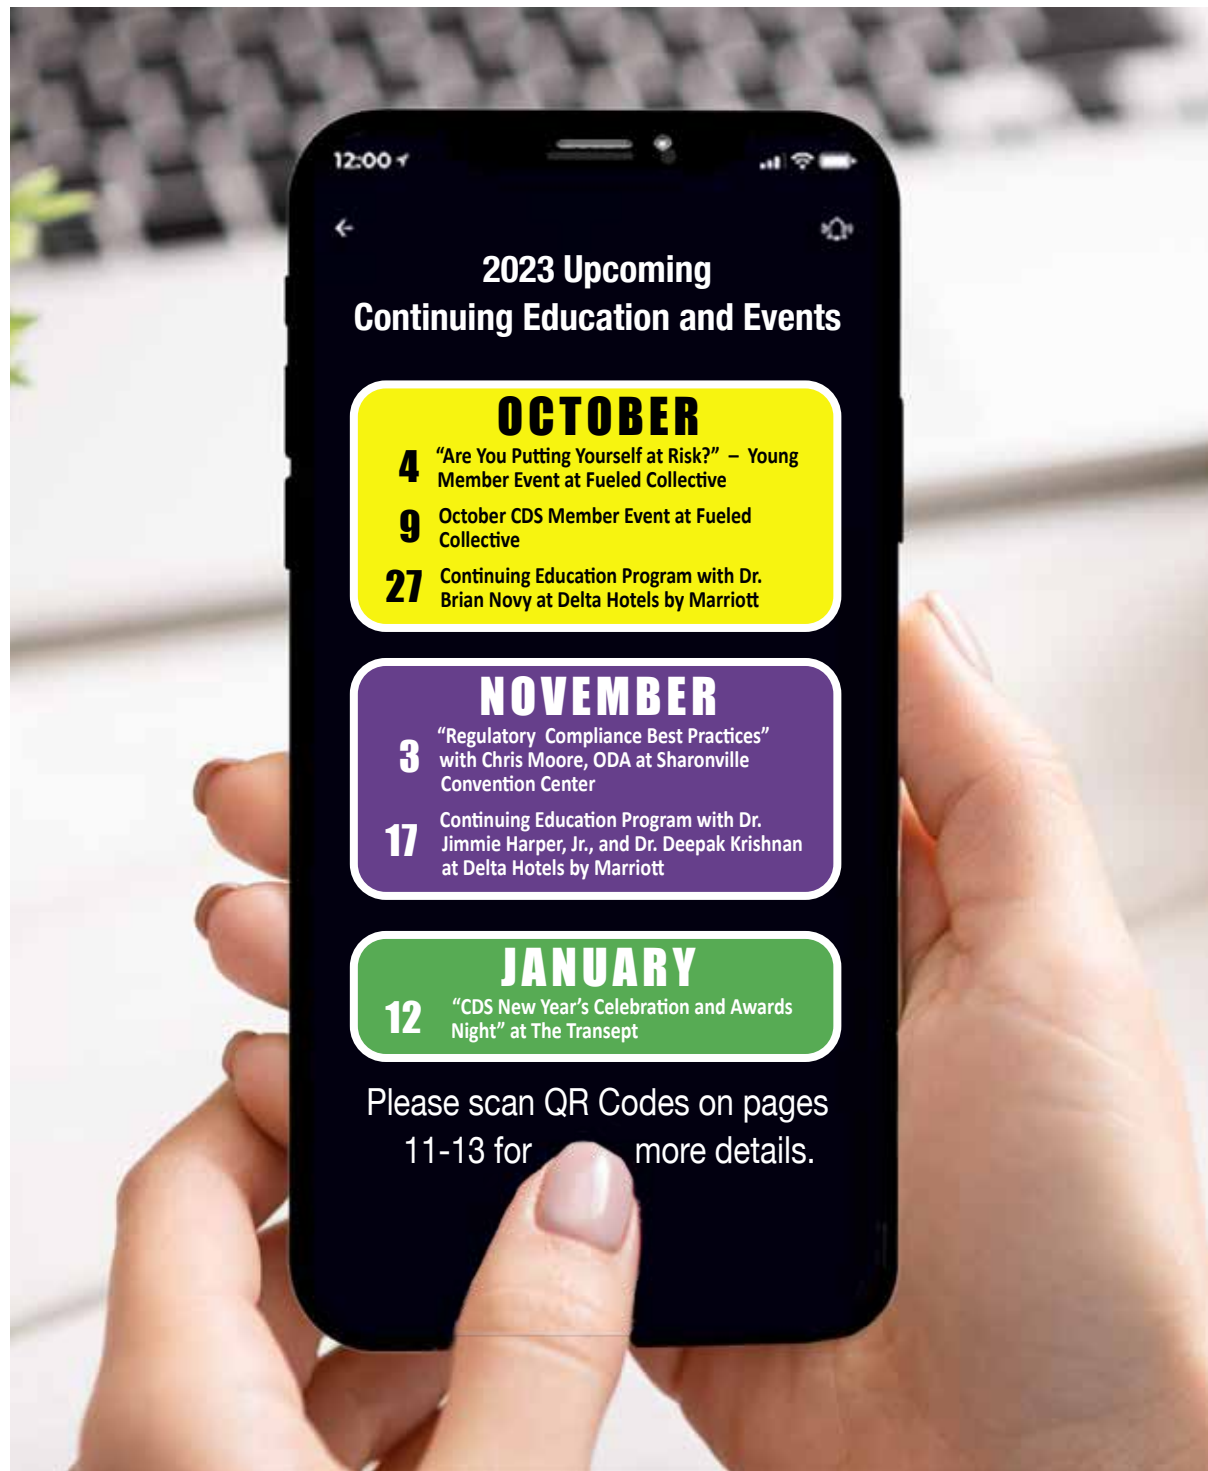 12:00
2023 Upcoming
Continuing Education and Events
OCTOBER
4 “Are You Putting Yourself at Risk?” – Young
Member Event at Fueled Collective
9 October CDS Member Event at Fueled
Collective
27 Continuing Education Program with Dr.
Brian Novy at Delta Hotels by Marriott
NOVEMBER
3 “Regulatory Compliance Best Practices”
with Chris Moore, ODA at Sharonville
Convention Center
17 Continuing Education Program with Dr.
Jimmie Harper, Jr., and Dr. Deepak Krishnan
at Delta Hotels by Marriott
JANUARY
12 “CDS New Year’s Celebration and Awards
Night” at The Transept
Please scan QR Codes on pages
11-13 for more details.